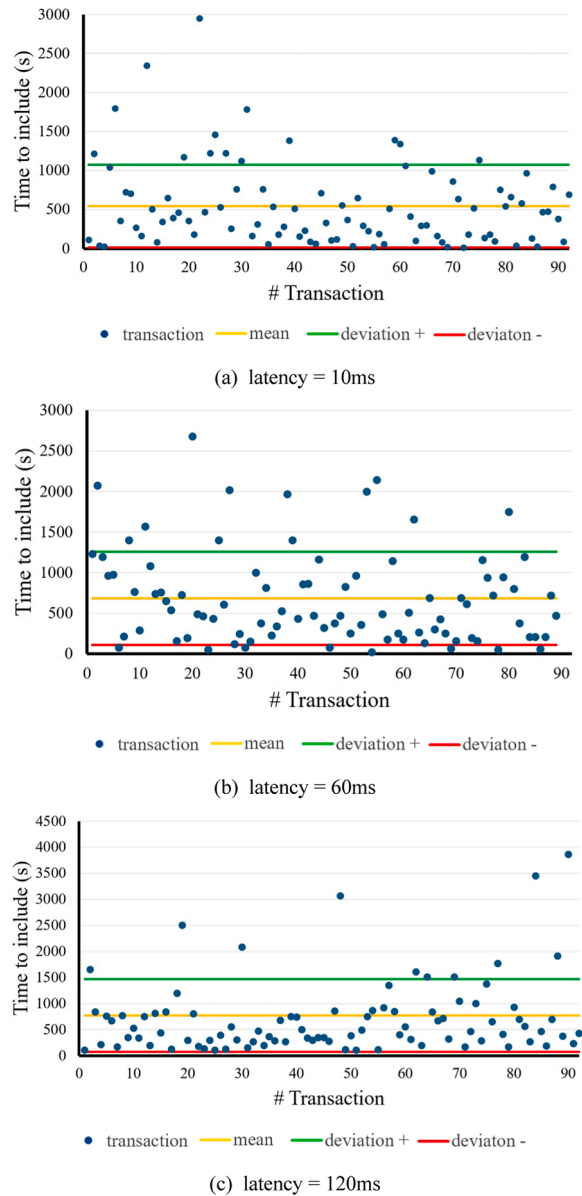 3000
2500
2000
1500
1000
500
0
Time to include (s)
0 10 20 30 40 50 60 70 80 90
# Transaction
transaction mean deviation + deviaton -
(a) latency = 10ms
3000
2500
2000
1500
1000
500
0
Time to include (s)
0 10 20 30 40 50 60 70 80 90
# Transaction
transaction mean deviation + deviaton -
(b) latency = 60ms
4500
4000
3500
3000
2500
2000
1500
1000
500
0
Time to include (s)
0 10 20 30 40 50 60 70 80 90
# Transaction
transaction mean deviation + deviaton -
(c) latency = 120ms